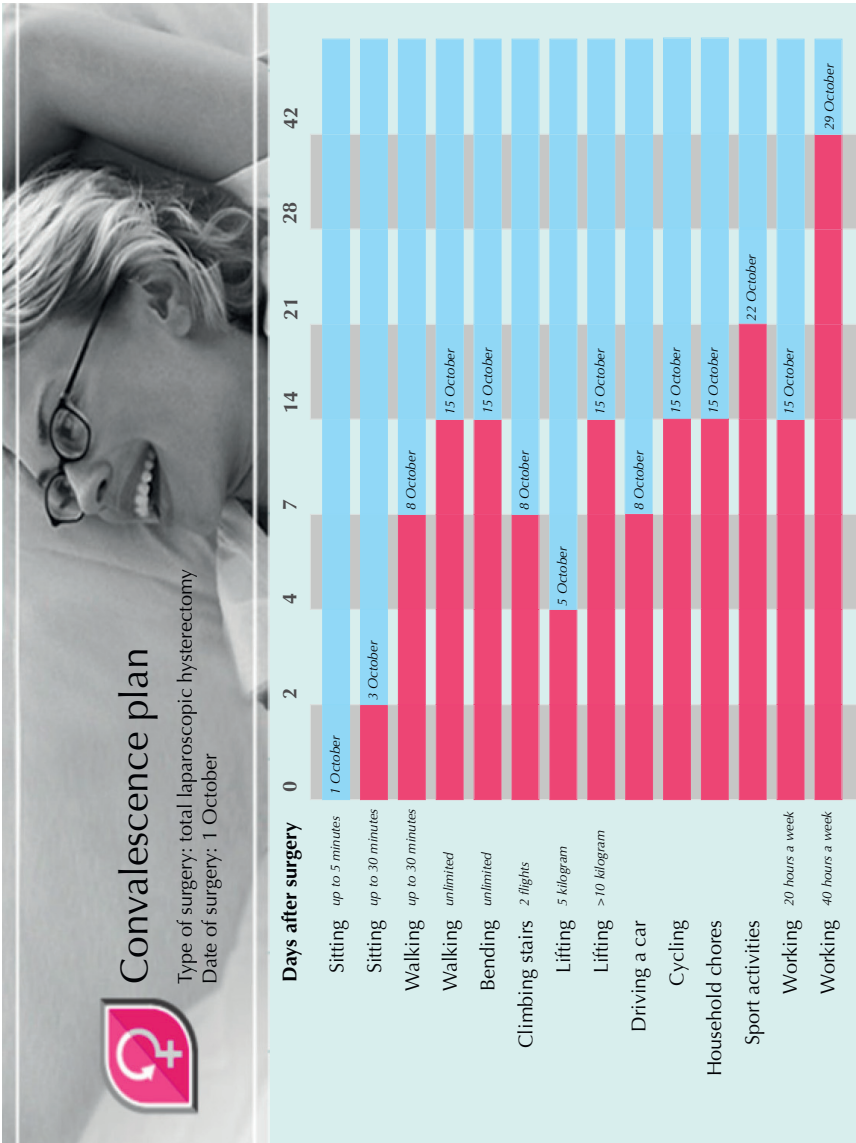 Convalescence plan
Type of surgery: total laparoscopic hysterectomy
Date of surgery: 1 October
Days after surgery 0 2 4 7 14 21 28 42
Sitting up to 5 minutes 1 October
Sitting up to 30 minutes 3 October
Walking up to 30 minutes 8 October
Walking unlimited 15 October
Bending unlimited 15 October
Climbing stairs 2 flights 8 October
Lifting 5 kilogram 5 October
Lifting >10 kilogram 15 October
Driving a car 8 October
Cycling 15 October
Household chores 15 October
Sport activities 22 October
Working 20 hours a week 15 October
Working 40 hours a week 29 October